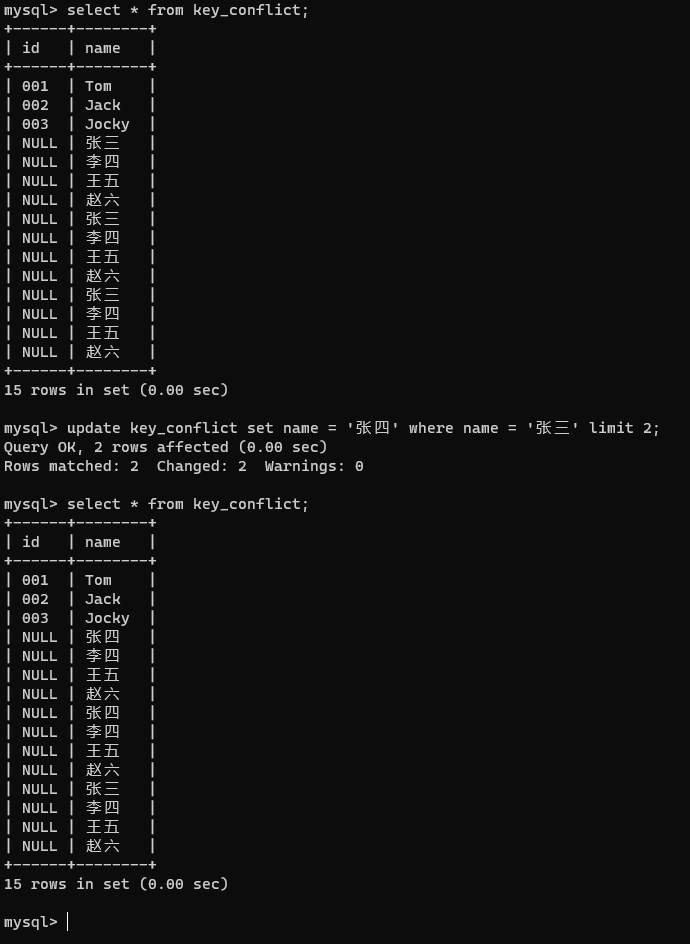 mysql> select * from key_conflict;
+------+--------+
| id   | name   |
+------+--------+
| 001  | Tom    |
| 002  | Jack   |
| 003  | Jocky  |
| NULL | 张三   |
| NULL | 李四   |
| NULL | 王五   |
| NULL | 赵六   |
| NULL | 张三   |
| NULL | 李四   |
| NULL | 王五   |
| NULL | 赵六   |
| NULL | 张三   |
| NULL | 李四   |
| NULL | 王五   |
| NULL | 赵六   |
+------+--------+
15 rows in set (0.00 sec)

mysql> update key_conflict set name = '张四' where name = '张三' limit 2;
Query OK, 2 rows affected (0.00 sec)
Rows matched: 2  Changed: 2  Warnings: 0

mysql> select * from key_conflict;
+------+--------+
| id   | name   |
+------+--------+
| 001  | Tom    |
| 002  | Jack   |
| 003  | Jocky  |
| NULL | 张四   |
| NULL | 李四   |
| NULL | 王五   |
| NULL | 赵六   |
| NULL | 张四   |
| NULL | 李四   |
| NULL | 王五   |
| NULL | 赵六   |
| NULL | 张三   |
| NULL | 李四   |
| NULL | 王五   |
| NULL | 赵六   |
+------+--------+
15 rows in set (0.00 sec)

mysql>